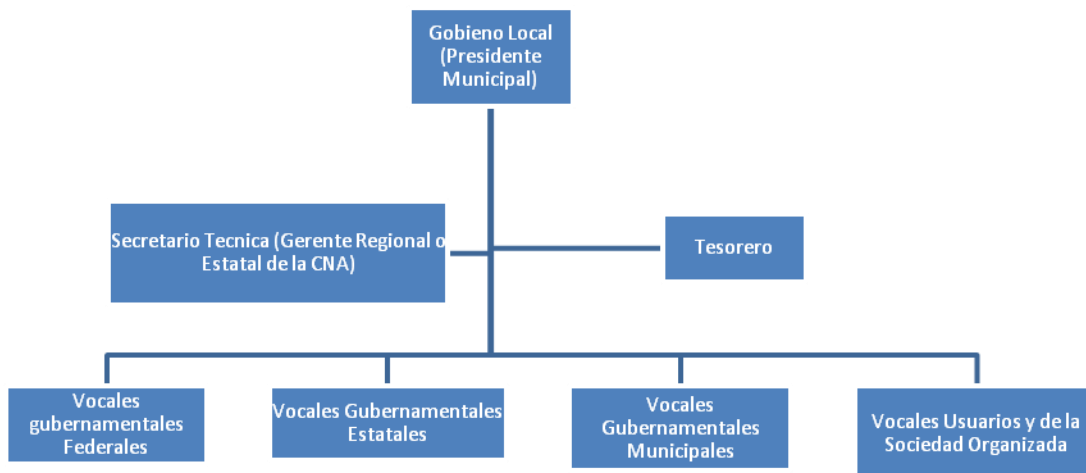 Gobieno Local
(Presidente
Municipal)
Secretario Tecnica (Gerente Regional o
Estatal de la CNA)
Tesorero
Vocales
gubernamentales
Federales
Vocales Gubernamentales
Estatales
Vocales
Gubernamentales
Municipales
Vocales Usuarios y de la
Sociedad Organizada